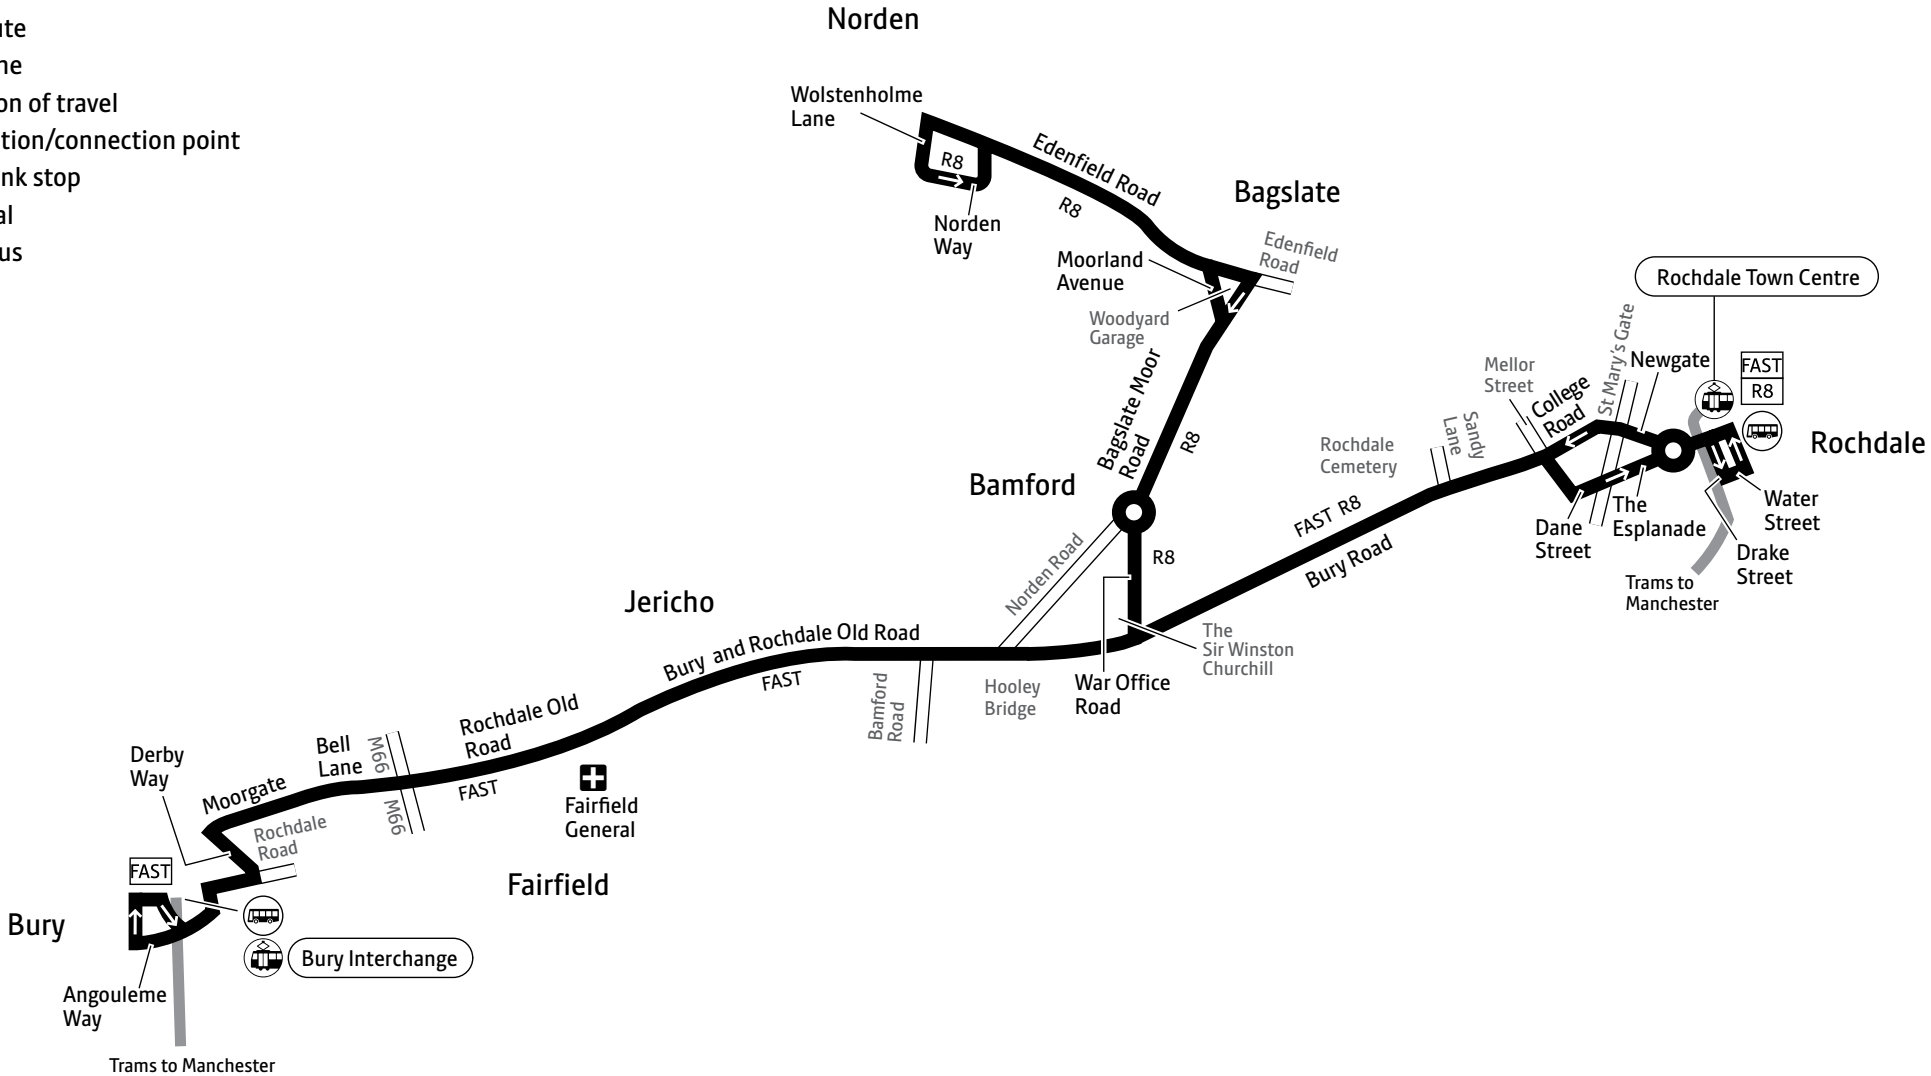 Norden
ute
ne
on of travel
tion/connection point
nk stop
al
us
Wolstenholme
Lane
R8
Norden
Way
Edenfield Road
R8
Bagslate
Edenfield
Road
Moorland
Avenue
Woodyard
Garage
Bagslate Moor
Road
R8
Bamford
Norden Road
R8
Rochdale Town Centre
FAST
R8
Rochdale
St Mary's Gate
Newgate
Mellor
Street
College
Road
Sandy
Lane
Rochdale
Cemetery
FAST R8
Bury Road
Dane
Street
The
Esplanade
Water
Street
Drake
Street
Trams to
Manchester
Jericho
Bury and Rochdale Old Road
FAST
Bamford
Road
Hooley
Bridge
War Office
Road
The
Sir Winston
Churchill
Rochdale Old
Road
FAST
Bell
Lane
M66
M66
Fairfield
General
Fairfield
Derby
Way
Moorgate
Rochdale
Road
FAST
Bury
Bury Interchange
Angouleme
Way
Trams to Manchester